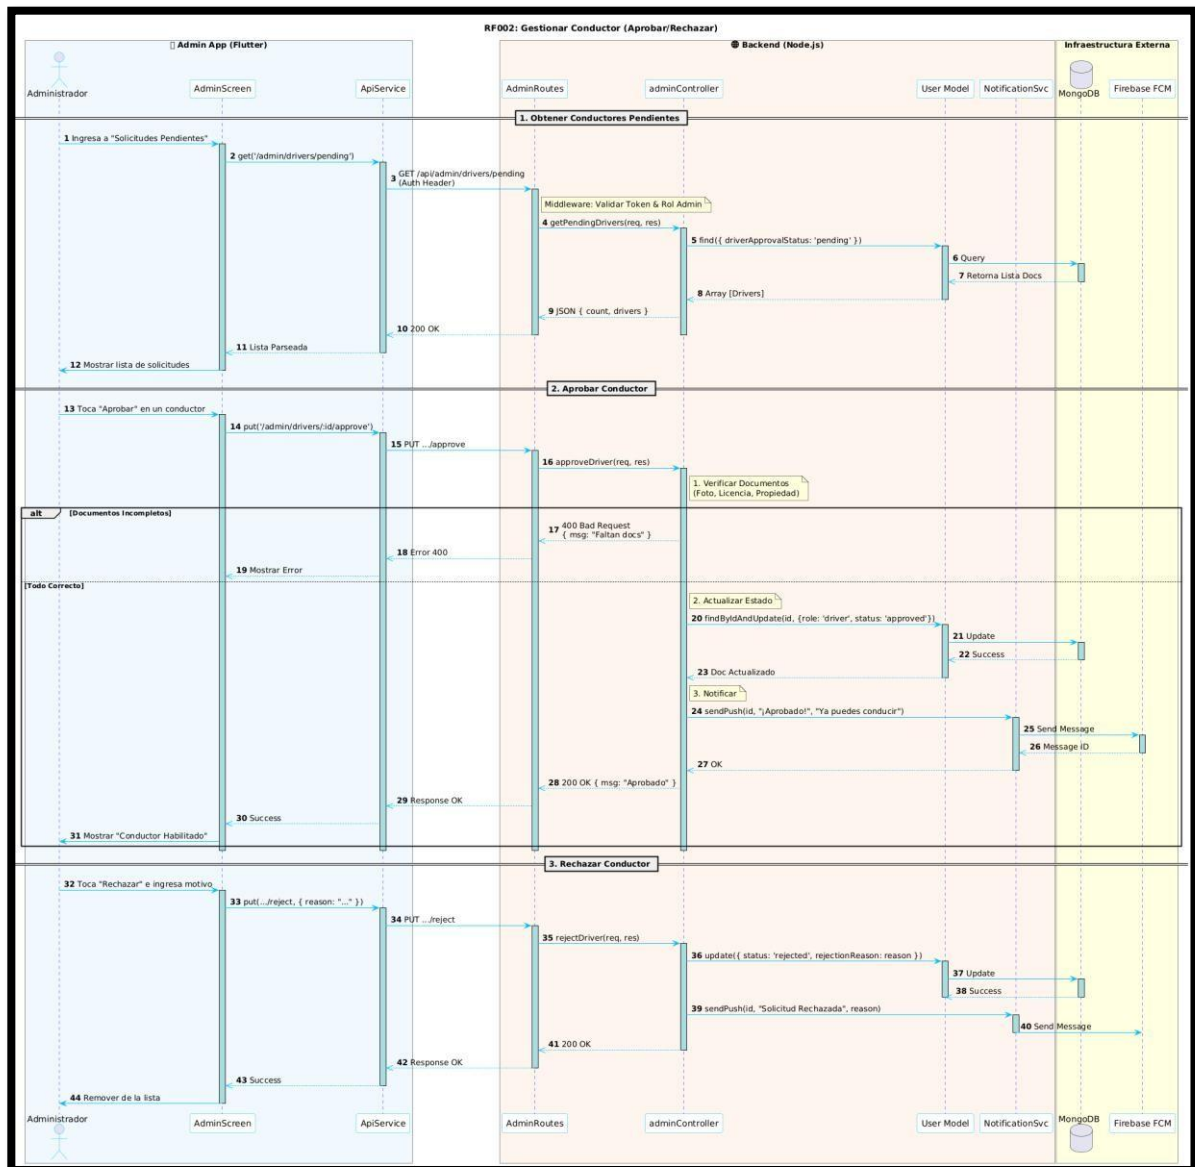 RF002: Gestionar Conductor (Aprobar/Rechazar)
Admin App (Flutter)
Backend (Node.js)
Infraestructura Externa
Administrador
AdminScreen
ApiService
AdminRoutes
adminController
User Model
NotificationSvc
MongoDB
Firebase FCM
1. Obtener Conductores Pendientes
1 Ingresa a "Solicitudes Pendientes"
2 get('/admin/drivers/pending')
3 GET /api/admin/drivers/pending
(Auth Header)
Middleware: Validar Token & Rol Admin
4 getPendingDrivers(req, res)
5 find({ driverApprovalStatus: 'pending' })
6 Query
7 Retorna Lista Docs
8 Array [Drivers]
9 JSON { count, drivers }
10 200 OK
11 Lista Parseada
12 Mostrar lista de solicitudes
2. Aprobar Conductor
13 Toca "Aprobar" en un conductor
14 put('/admin/drivers/:id/approve')
15 PUT .../approve
16 approveDriver(req, res)
1. Verificar Documentos
(Foto, Licencia, Propiedad)
alt [Documentos Incompletos]
17 400 Bad Request
{ msg: "Faltan docs" }
18 Error 400
19 Mostrar Error
[Todo Correcto]
2. Actualizar Estado
20 findByIdAndUpdate(id, {role: 'driver', status: 'approved'})
21 Update
22 Success
23 Doc Actualizado
3. Notificar
24 sendPush(id, "¡Aprobado!", "Ya puedes conducir")
25 Send Message
26 Message ID
27 OK
28 200 OK { msg: "Aprobado" }
29 Response OK
30 Success
31 Mostrar "Conductor Habilitado"
3. Rechazar Conductor
32 Toca "Rechazar" e ingresa motivo
33 put(.../reject, { reason: "..." })
34 PUT .../reject
35 rejectDriver(req, res)
36 update({ status: 'rejected', rejectionReason: reason })
37 Update
38 Success
39 sendPush(id, "Solicitud Rechazada", reason)
40 Send Message
41 200 OK
42 Response OK
43 Success
44 Remover de la lista
Administrador
AdminScreen
ApiService
AdminRoutes
adminController
User Model
NotificationSvc
MongoDB
Firebase FCM